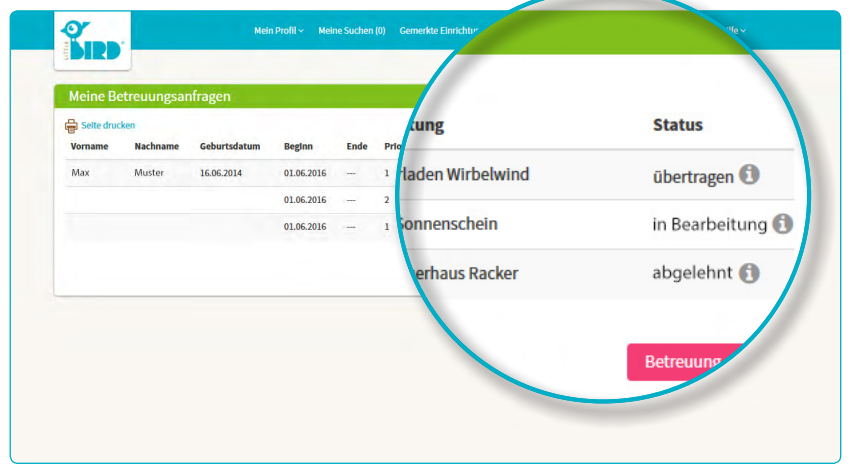 LITTLE BIRD
Mein Profil Meine Suchen (0) Gemerkte
Meine Betreuungsanfragen
Seite drucken
Vorname Nachname Geburtsdatum Beginn Ende
Max Muster 16.06.2014 01.06.2016 --- 1
01.06.2016 --- 2
01.06.2016 --- 1
tung Status
rladen Wirbelwind übertragen
Sonnenschein in Bearbeitung
erhaus Racker abgelehnt
Betreuung